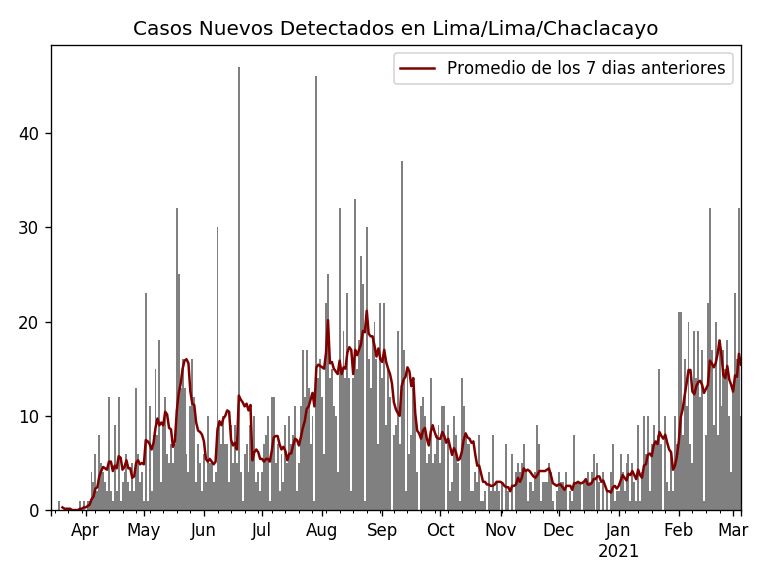 Casos Nuevos Detectados en Lima/Lima/Chaclacayo
Promedio de los 7 dias anteriores
40
30
20
10
0
Apr May Jun Jul Aug Sep Oct Nov Dec Jan Feb Mar
2021